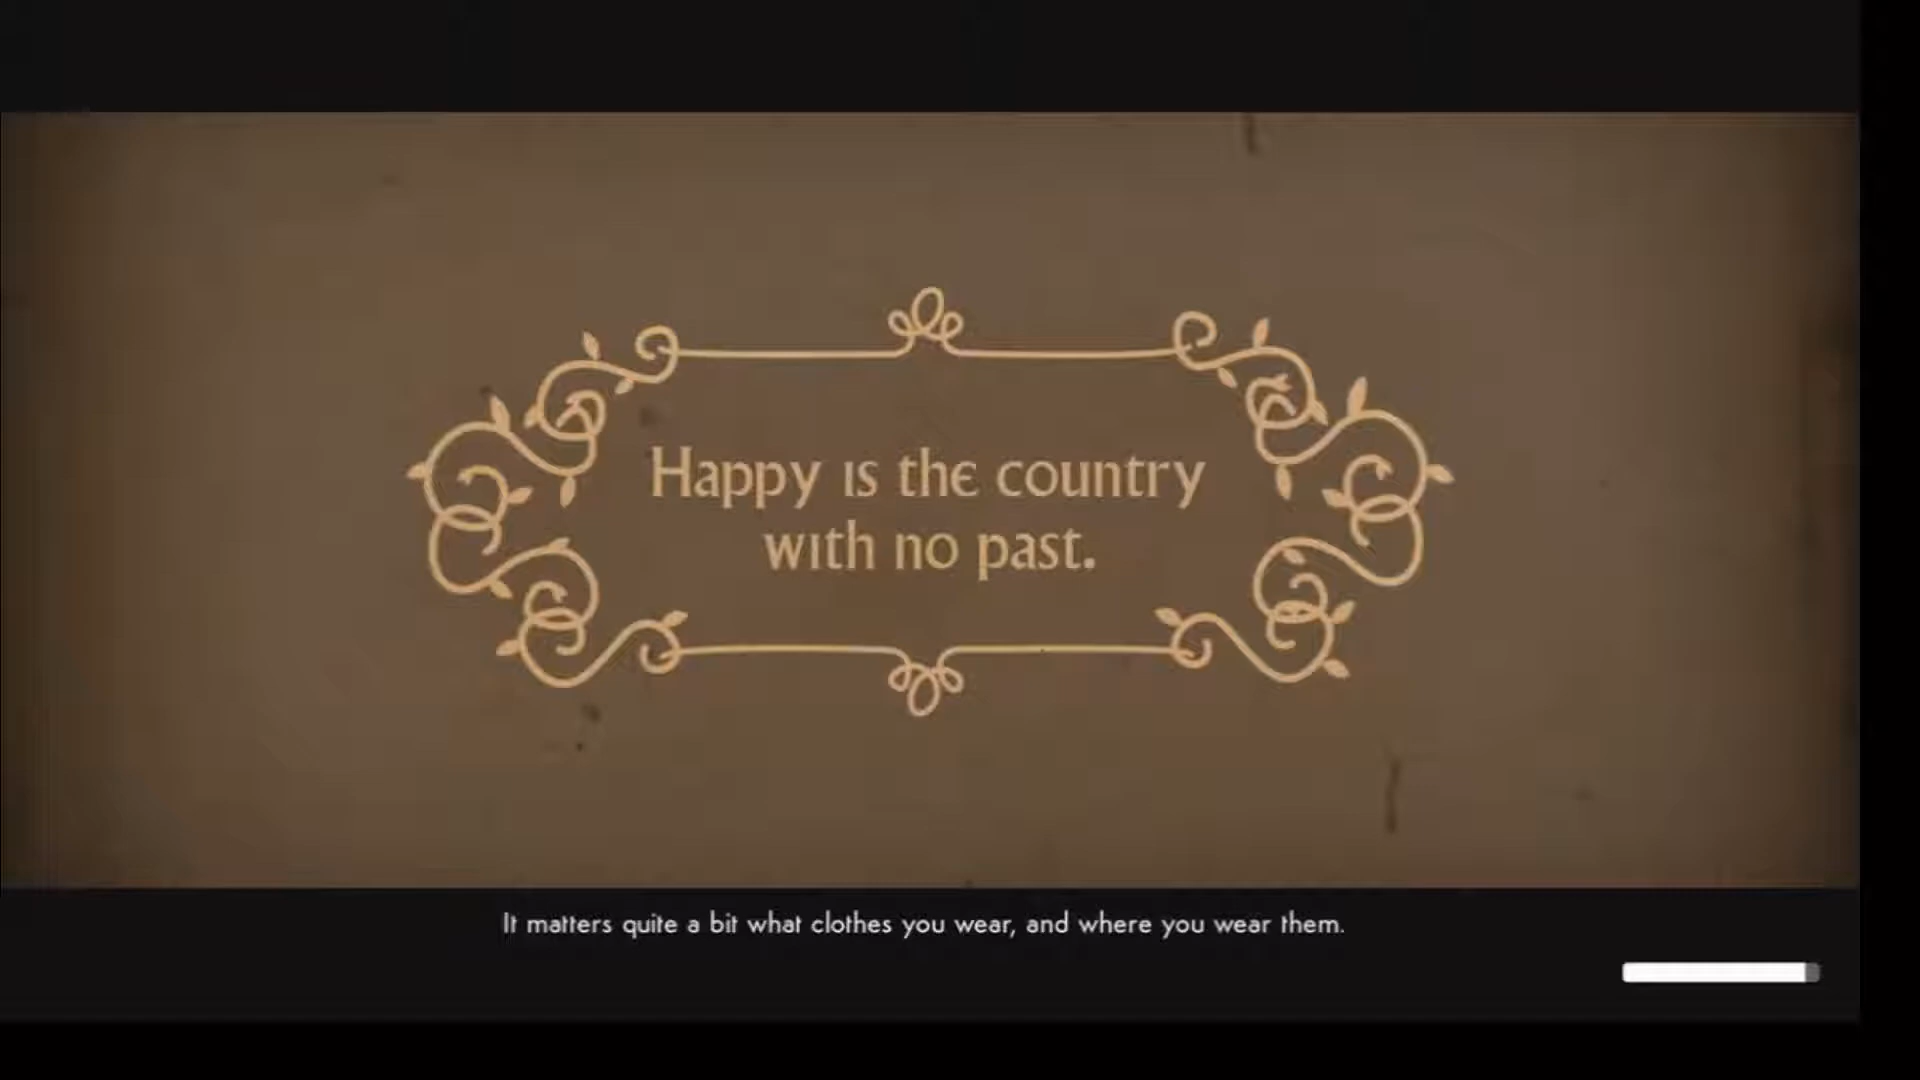 Happy is the country
with no past.
It matters quite a bit what clothes you wear, and where you wear them.